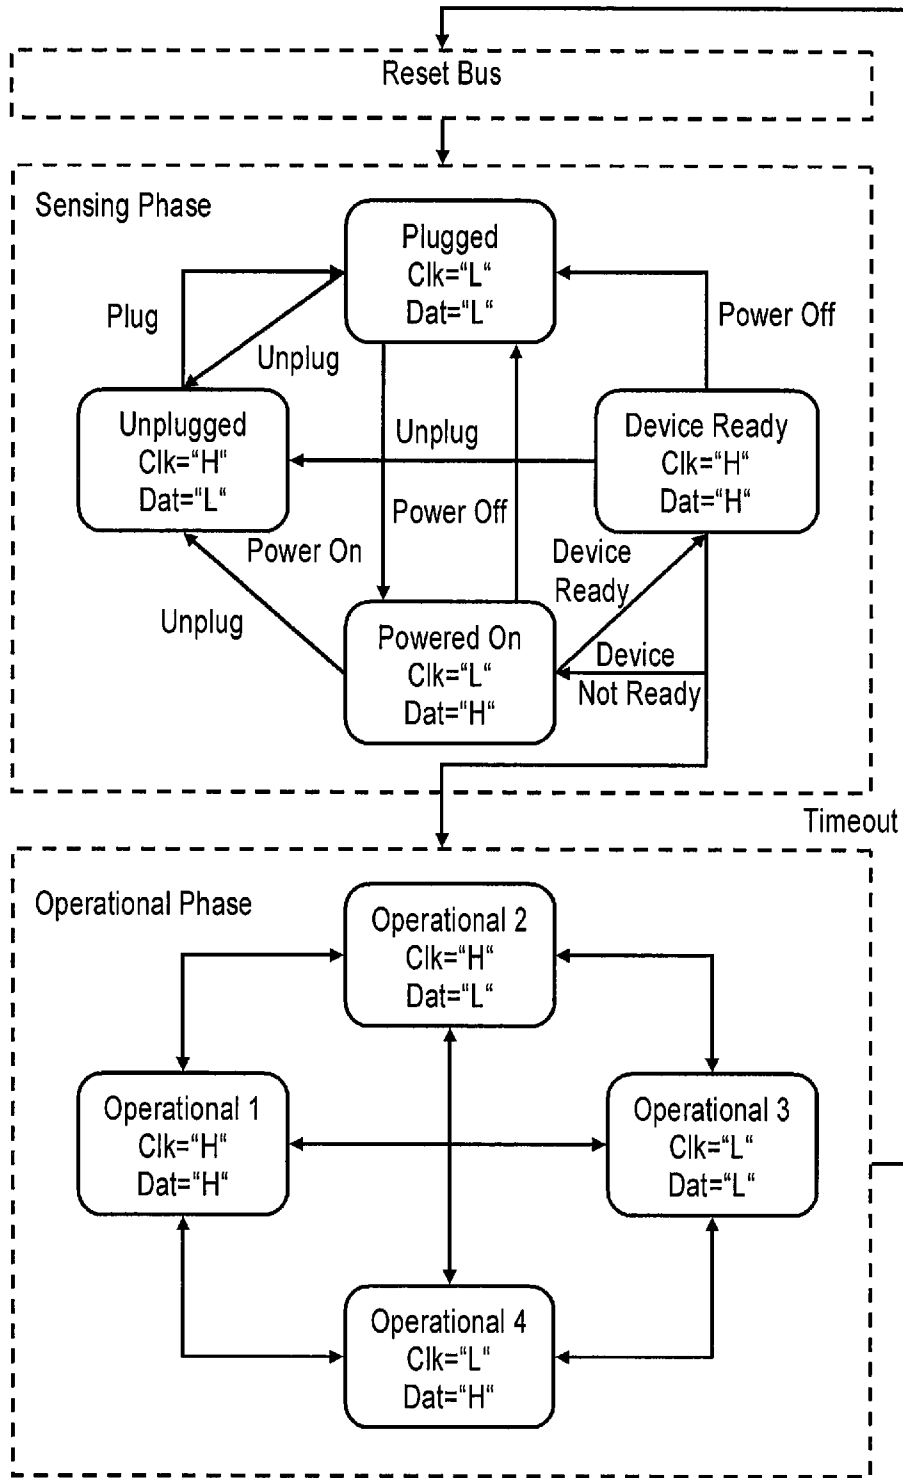 Reset Bus
Sensing Phase
Plugged
Clk=“L“
Dat=“L“
Plug
Unplug
Power Off
Unplugged
Clk=“H“
Dat=“L“
Unplug
Device Ready
Clk=“H“
Dat=“H“
Power Off
Power On
Device
Ready
Unplug
Powered On
Clk=“L“
Dat=“H“
Device
Not Ready
Timeout
Operational Phase
Operational 2
Clk=“H“
Dat=“L“
Operational 1
Clk=“H“
Dat=“H“
Operational 3
Clk=“L“
Dat=“L“
Operational 4
Clk=“L“
Dat=“H“